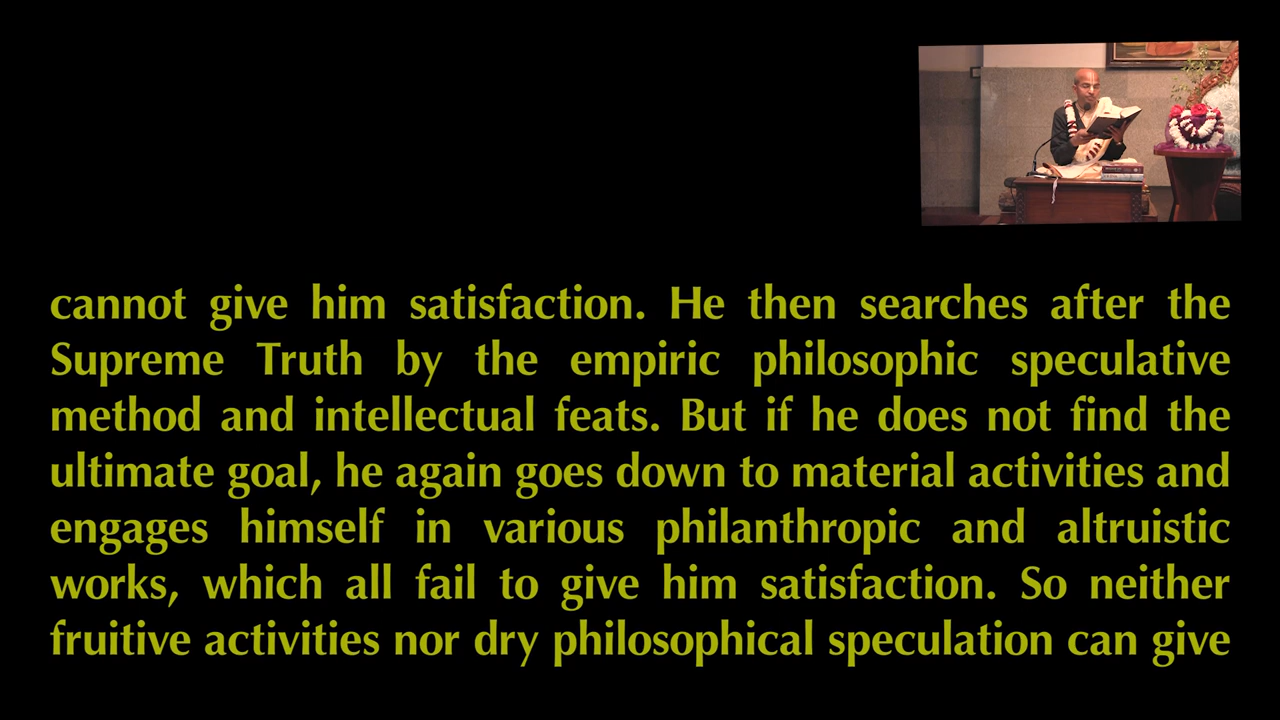 cannot give him satisfaction. He then searches after the
Supreme Truth by the empiric philosophic speculative
method and intellectual feats. But if he does not find the
ultimate goal, he again goes down to material activities and
engages himself in various philanthropic and altruistic
works, which all fail to give him satisfaction. So neither
fruitive activities nor dry philosophical speculation can give